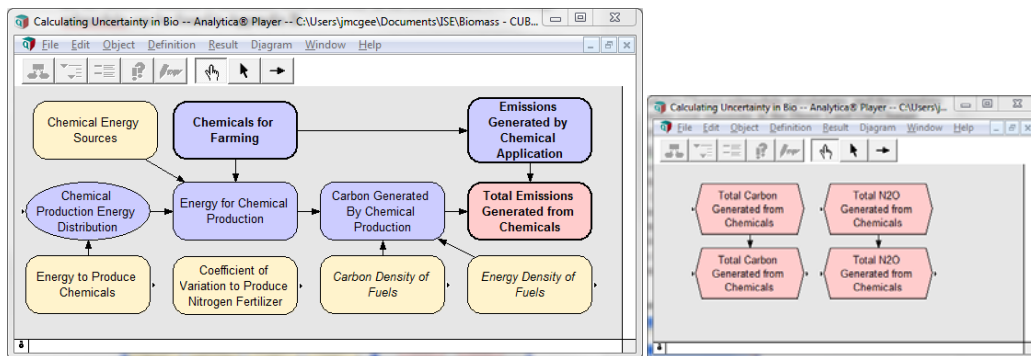 Calculating Uncertainty in Bio -- Analytica® Player -- C:\Users\jmcgee\Documents\ISE\Biomass - CUB...
File Edit Object Definition Result Diagram Window Help
Chemical Energy
Sources
Chemicals for
Farming
Emissions
Generated by
Chemical
Application
Chemical
Production Energy
Distribution
Energy for Chemical
Production
Carbon Generated
By Chemical
Production
Total Emissions
Generated from
Chemicals
Energy to Produce
Chemicals
Coefficient of
Variation to Produce
Nitrogen Fertilizer
Carbon Density of
Fuels
Energy Density of
Fuels
Calculating Uncertainty in Bio -- Analytica® Player -- C:\Users\j...
File Edit Object Definition Result Diagram Window Help
Total Carbon
Generated from
Chemicals
Total N2O
Generated from
Chemicals
Total Carbon
Generated from
Chemicals
Total N2O
Generated from
Chemicals